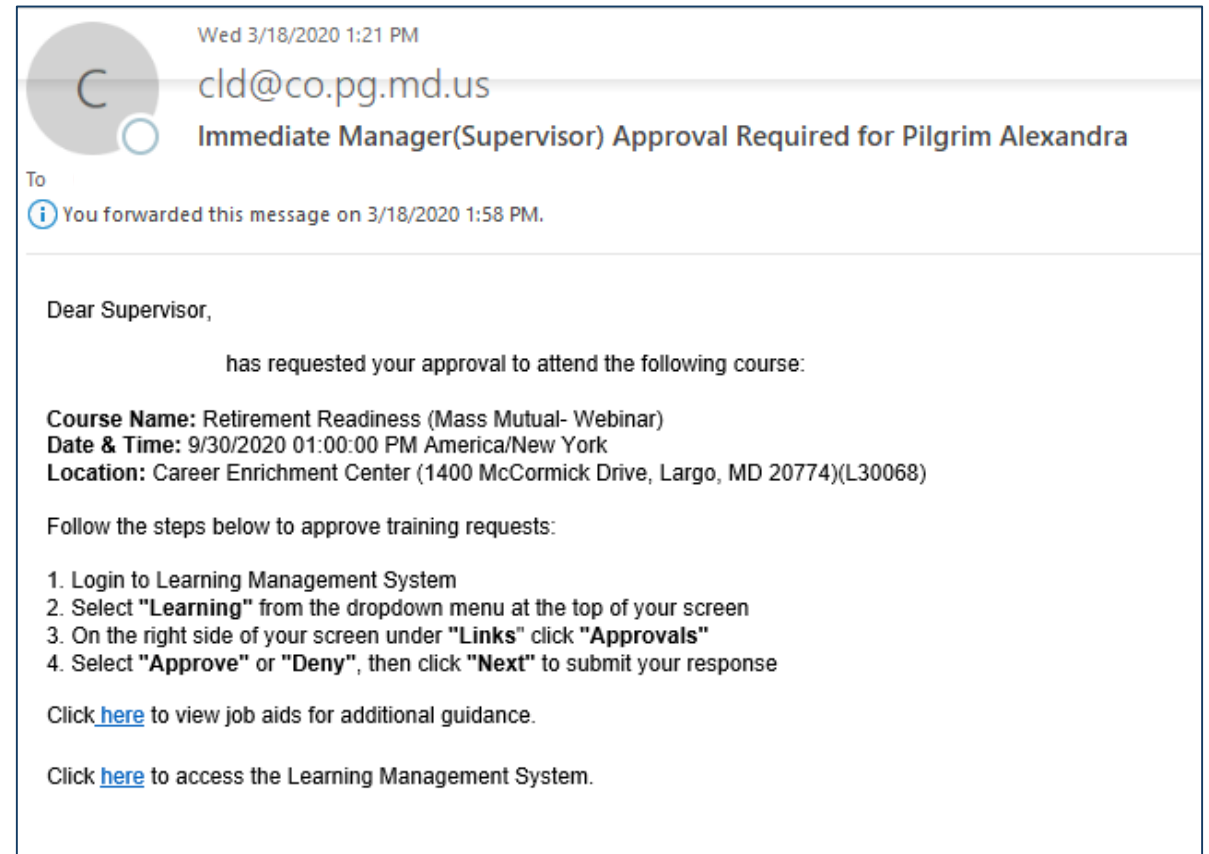 Wed 3/18/2020 1:21 PM
C
cld@co.pg.md.us
Immediate Manager(Supervisor) Approval Required for Pilgrim Alexandra
To
i You forwarded this message on 3/18/2020 1:58 PM.
Dear Supervisor,
has requested your approval to attend the following course:
Course Name: Retirement Readiness (Mass Mutual- Webinar)
Date & Time: 9/30/2020 01:00:00 PM America/New York
Location: Career Enrichment Center (1400 McCormick Drive, Largo, MD 20774)(L30068)
Follow the steps below to approve training requests:
1. Login to Learning Management System
2. Select "Learning" from the dropdown menu at the top of your screen
3. On the right side of your screen under "Links" click "Approvals"
4. Select "Approve" or "Deny", then click "Next" to submit your response
Click here to view job aids for additional guidance.
Click here to access the Learning Management System.